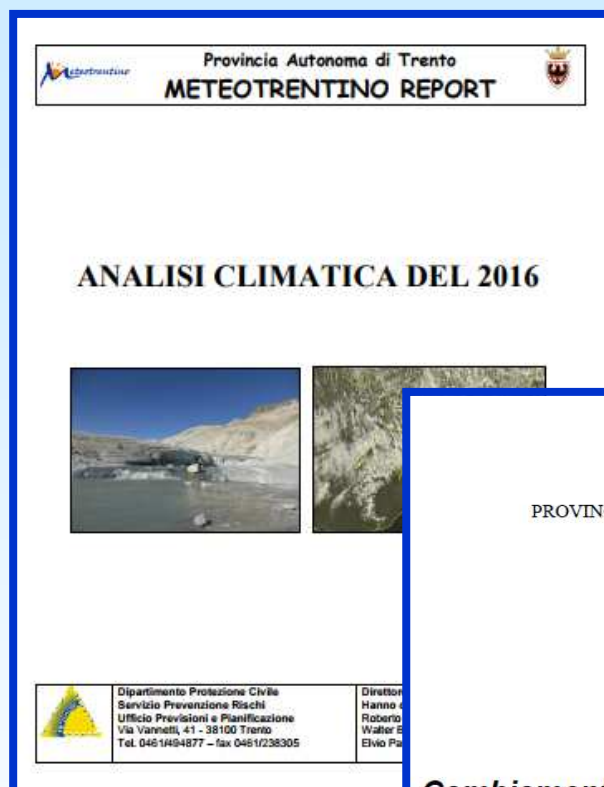 Meteotrentino
Provincia Autonoma di Trento
METEOTRENTINO REPORT
ANALISI CLIMATICA DEL 2016
Dipartimento Protezione Civile
Servizio Prevenzione Rischi
Ufficio Previsioni e Pianificazione
Via Vannetti, 41 - 38100 Trento
Tel. 0461/494877 – fax 0461/238305
Hanno
Roberto
Walter
Elvio